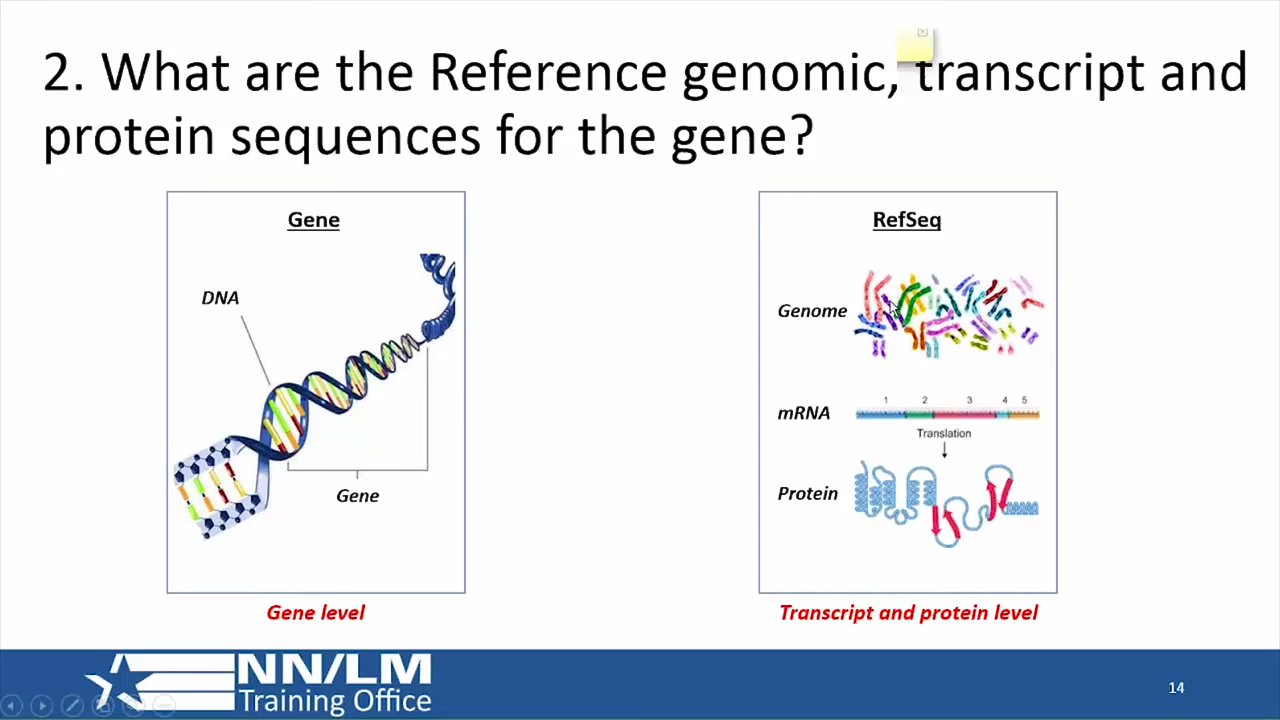 2. What are the Reference genomic, transcript and
protein sequences for the gene?
Gene
DNA
Gene
Gene level
RefSeq
Genome
mRNA
1 2 3 4 5
Translation
Protein
Transcript and protein level
NN/LM
Training Office
14